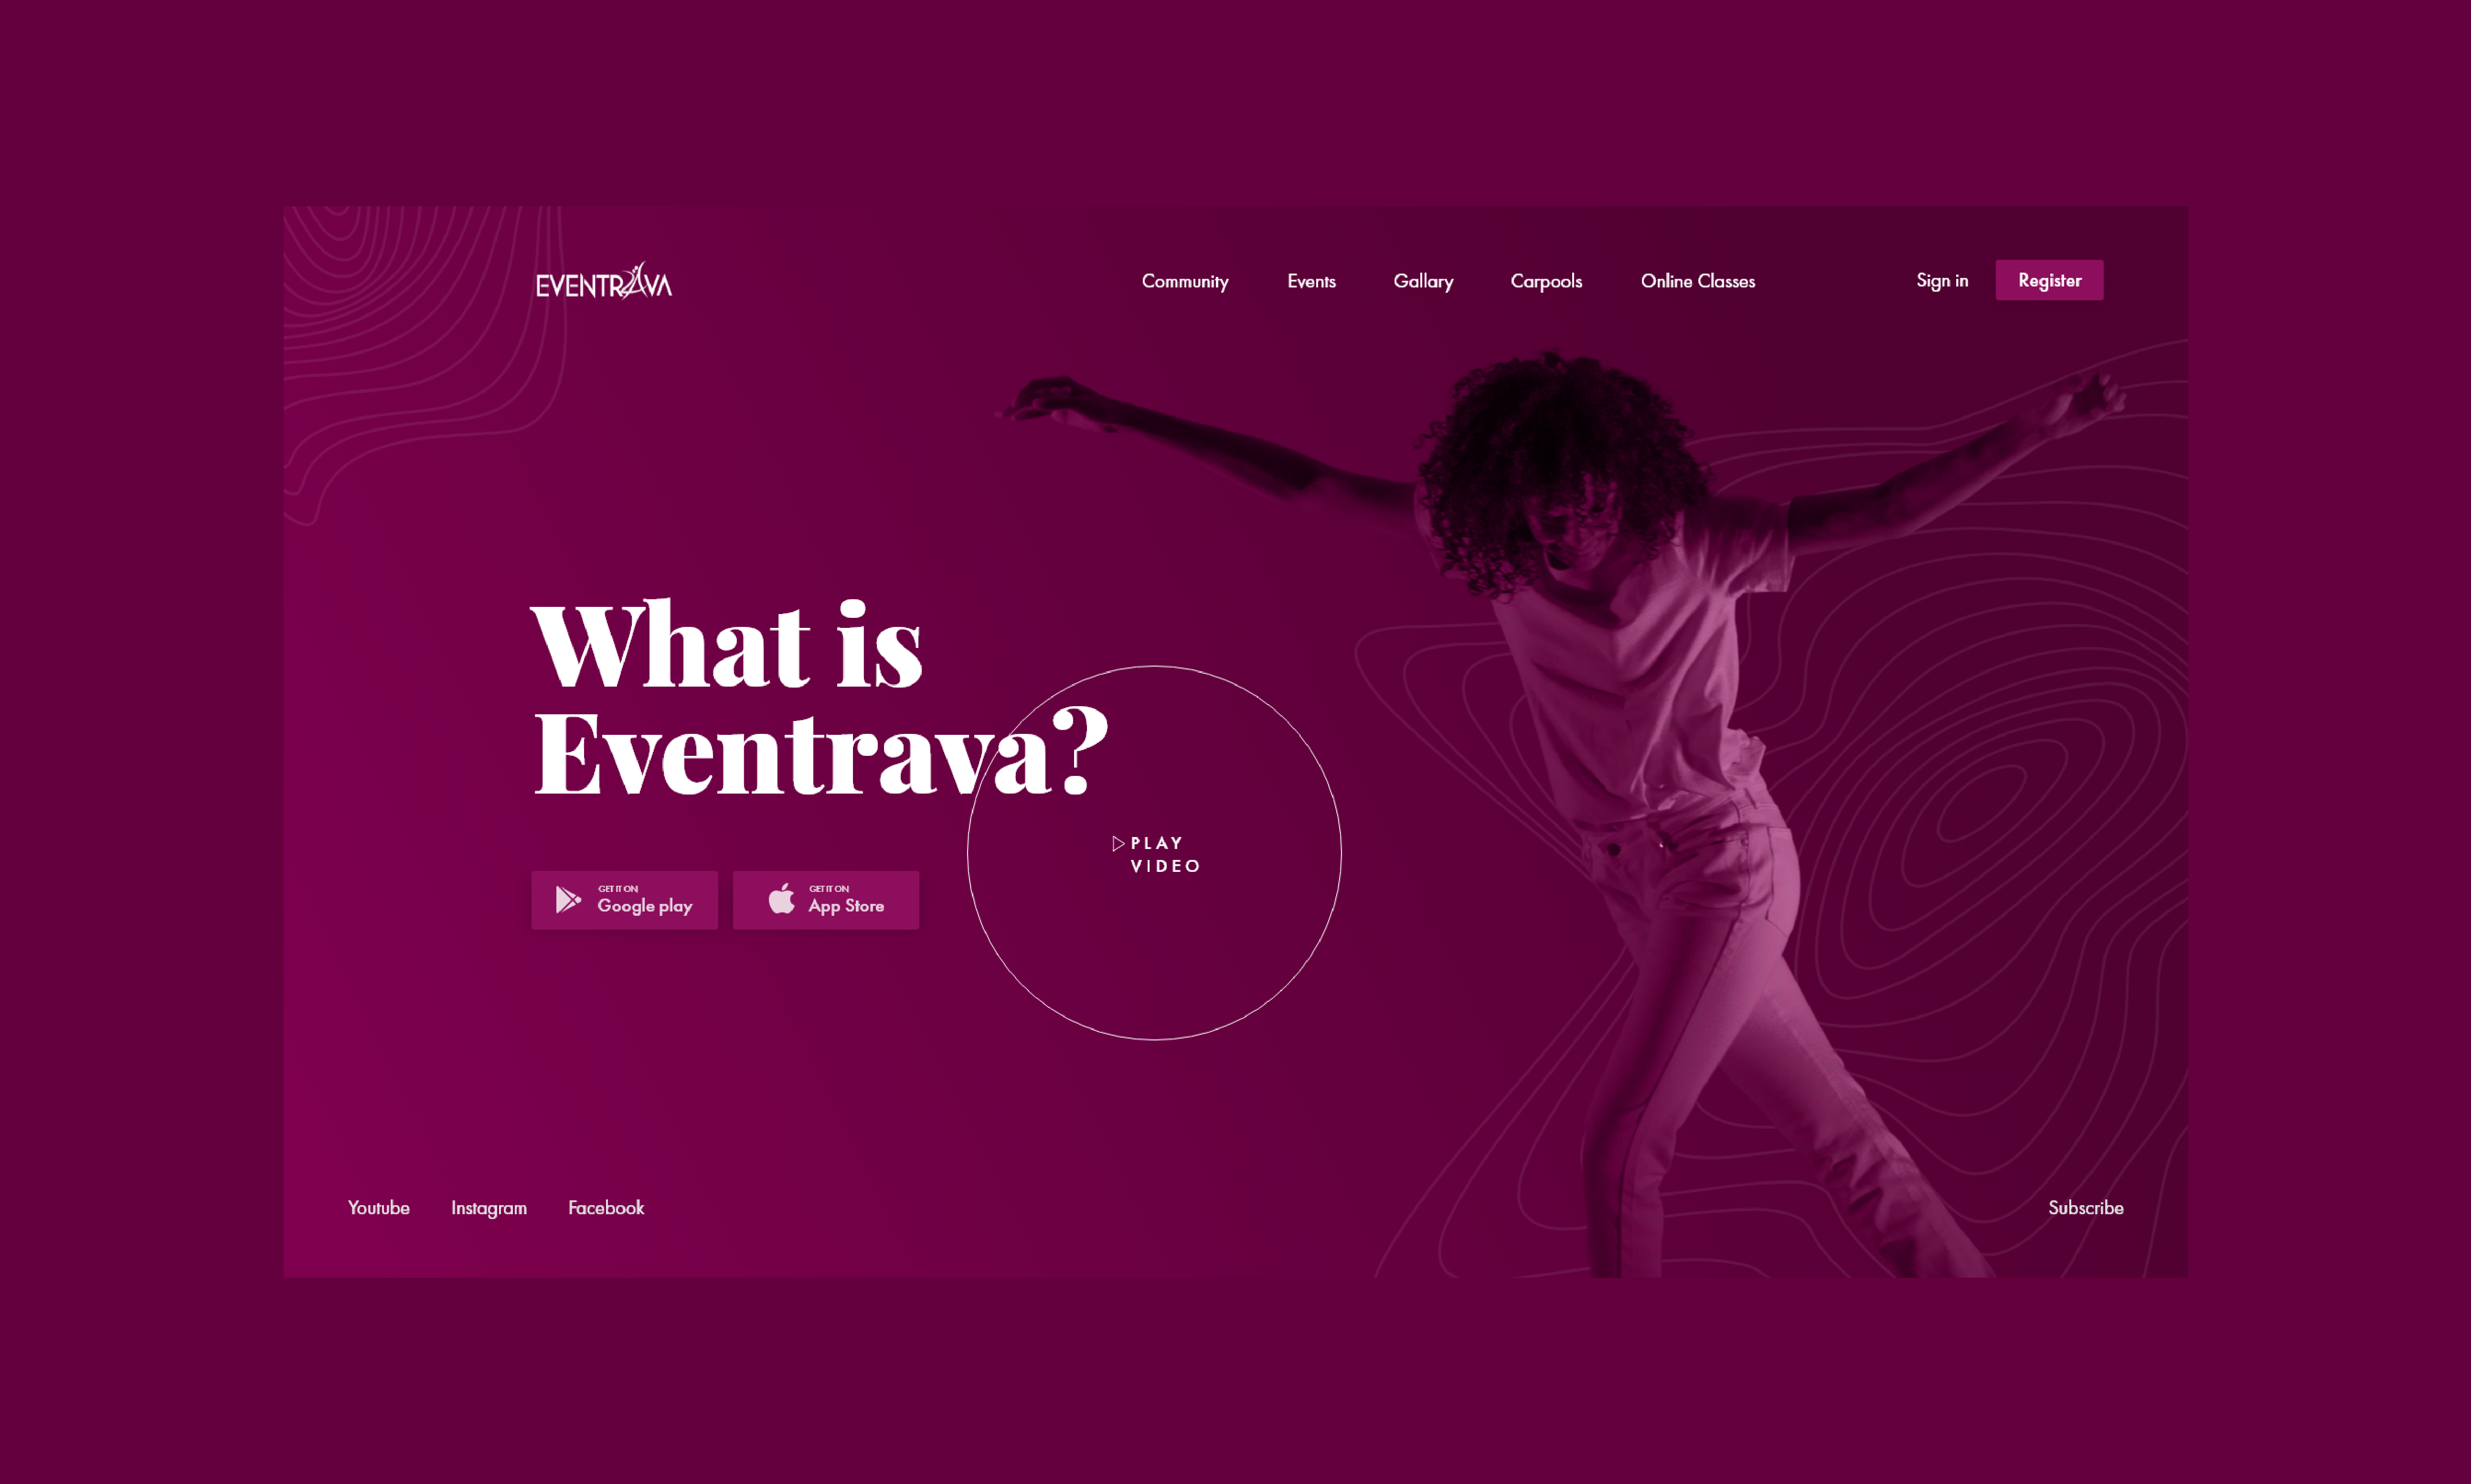 EVENTRAVA
Community Events Gallary Carpools Online Classes Sign in Register
What is
Eventrava?
PLAY
VIDEO
GET IT ON
Google play
GET IT ON
App Store
Youtube Instagram Facebook Subscribe